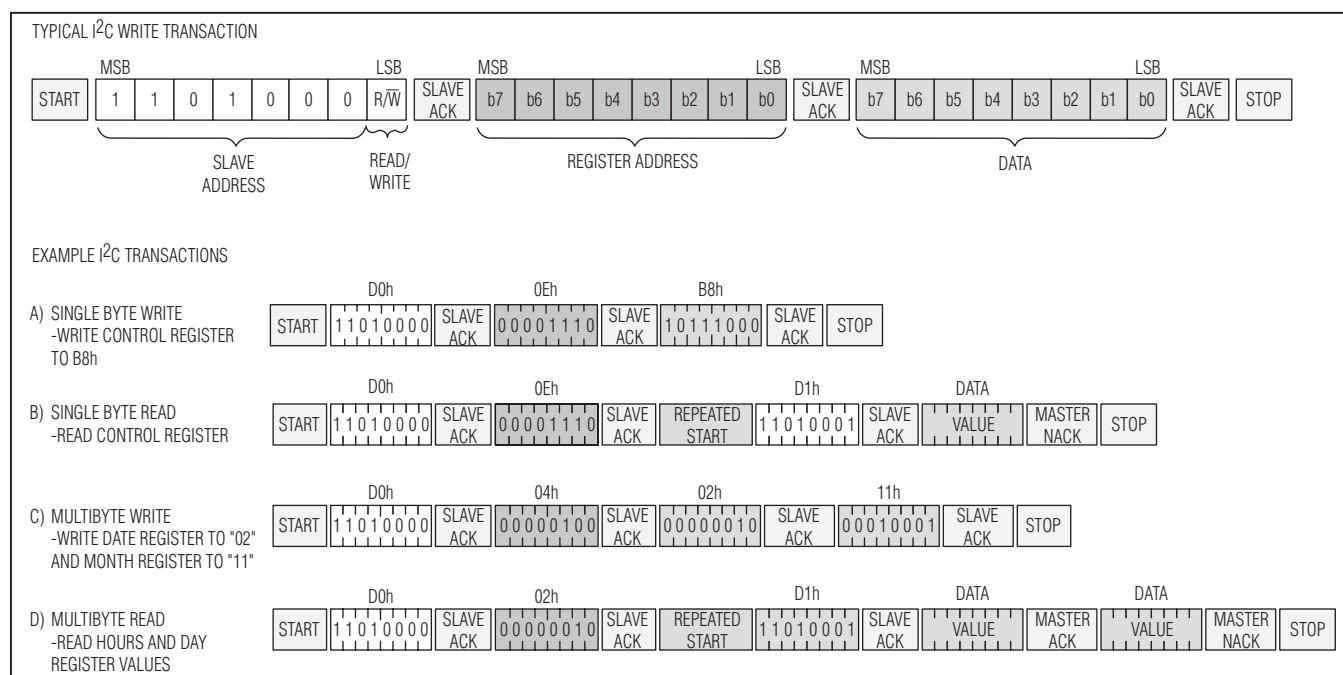 TYPICAL I2C WRITE TRANSACTION
MSB LSB MSB LSB MSB LSB
START 1 1 0 1 0 0 0 R/W̅ SLAVE ACK b7 b6 b5 b4 b3 b2 b1 b0 SLAVE ACK b7 b6 b5 b4 b3 b2 b1 b0 SLAVE ACK STOP
SLAVE ADDRESS READ/ WRITE REGISTER ADDRESS DATA
EXAMPLE I2C TRANSACTIONS
D0h 0Eh B8h
A) SINGLE BYTE WRITE
-WRITE CONTROL REGISTER
TO B8h
START 11010000 SLAVE ACK 00001110 SLAVE ACK 10111000 SLAVE ACK STOP
D0h 0Eh D1h DATA
B) SINGLE BYTE READ
-READ CONTROL REGISTER
START 11010000 SLAVE ACK 00001110 SLAVE ACK REPEATED START 11010001 SLAVE ACK VALUE MASTER NACK STOP
D0h 04h 02h 11h
C) MULTIBYTE WRITE
-WRITE DATE REGISTER TO "02"
AND MONTH REGISTER TO "11"
START 11010000 SLAVE ACK 00000100 SLAVE ACK 00000010 SLAVE ACK 00010001 SLAVE ACK STOP
D0h 02h D1h DATA DATA
D) MULTIBYTE READ
-READ HOURS AND DAY
REGISTER VALUES
START 11010000 SLAVE ACK 00000010 SLAVE ACK REPEATED START 11010001 SLAVE ACK VALUE MASTER ACK VALUE MASTER NACK STOP